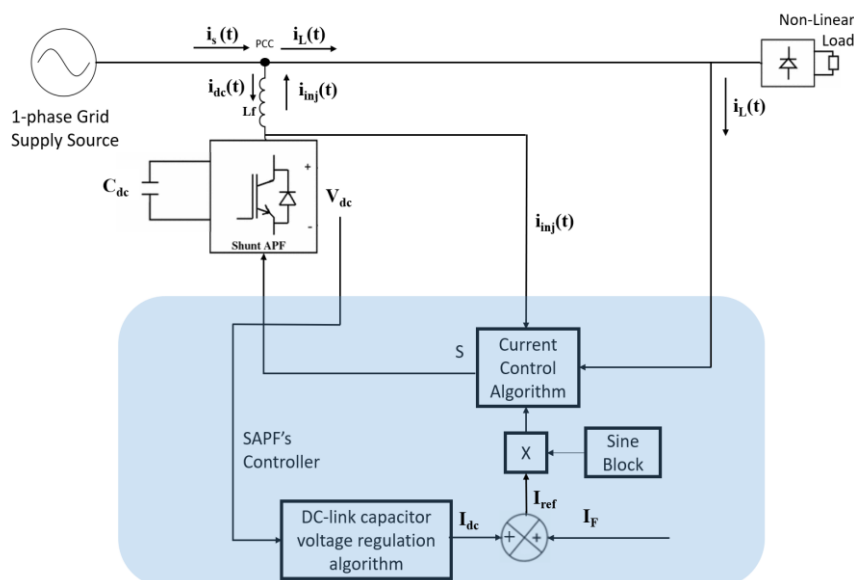 i_s(t)
PCC
i_L(t)
Non-Linear
Load
i_dc(t)
i_inj(t)
Lf
i_L(t)
1-phase Grid
Supply Source
C_dc
+
V_dc
-
Shunt APF
i_inj(t)
S
Current
Control
Algorithm
SAPF's
Controller
X
Sine
Block
I_ref
DC-link capacitor
voltage regulation
algorithm
I_dc
+
+
I_F